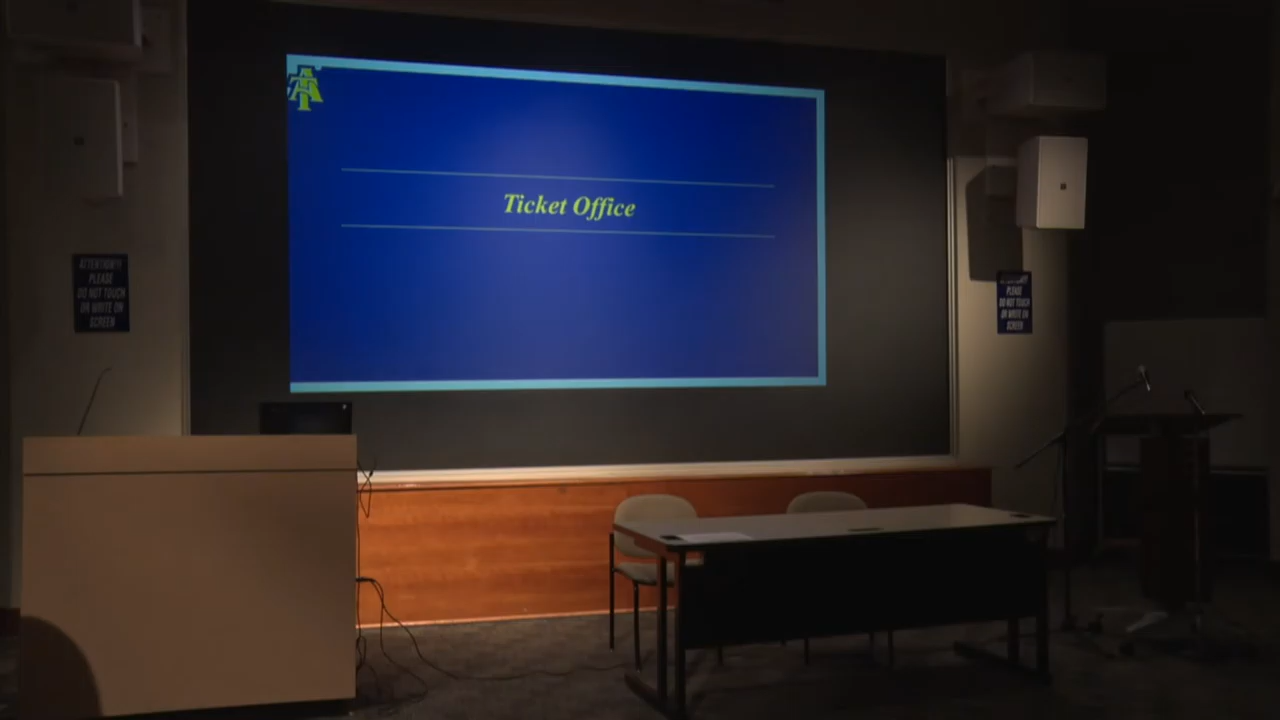 AT
Ticket Office
ATTENTION!!!
PLEASE
DO NOT TOUCH
OR WRITE ON
SCREEN
PLEASE
DO NOT TOUCH
OR WRITE ON
SCREEN